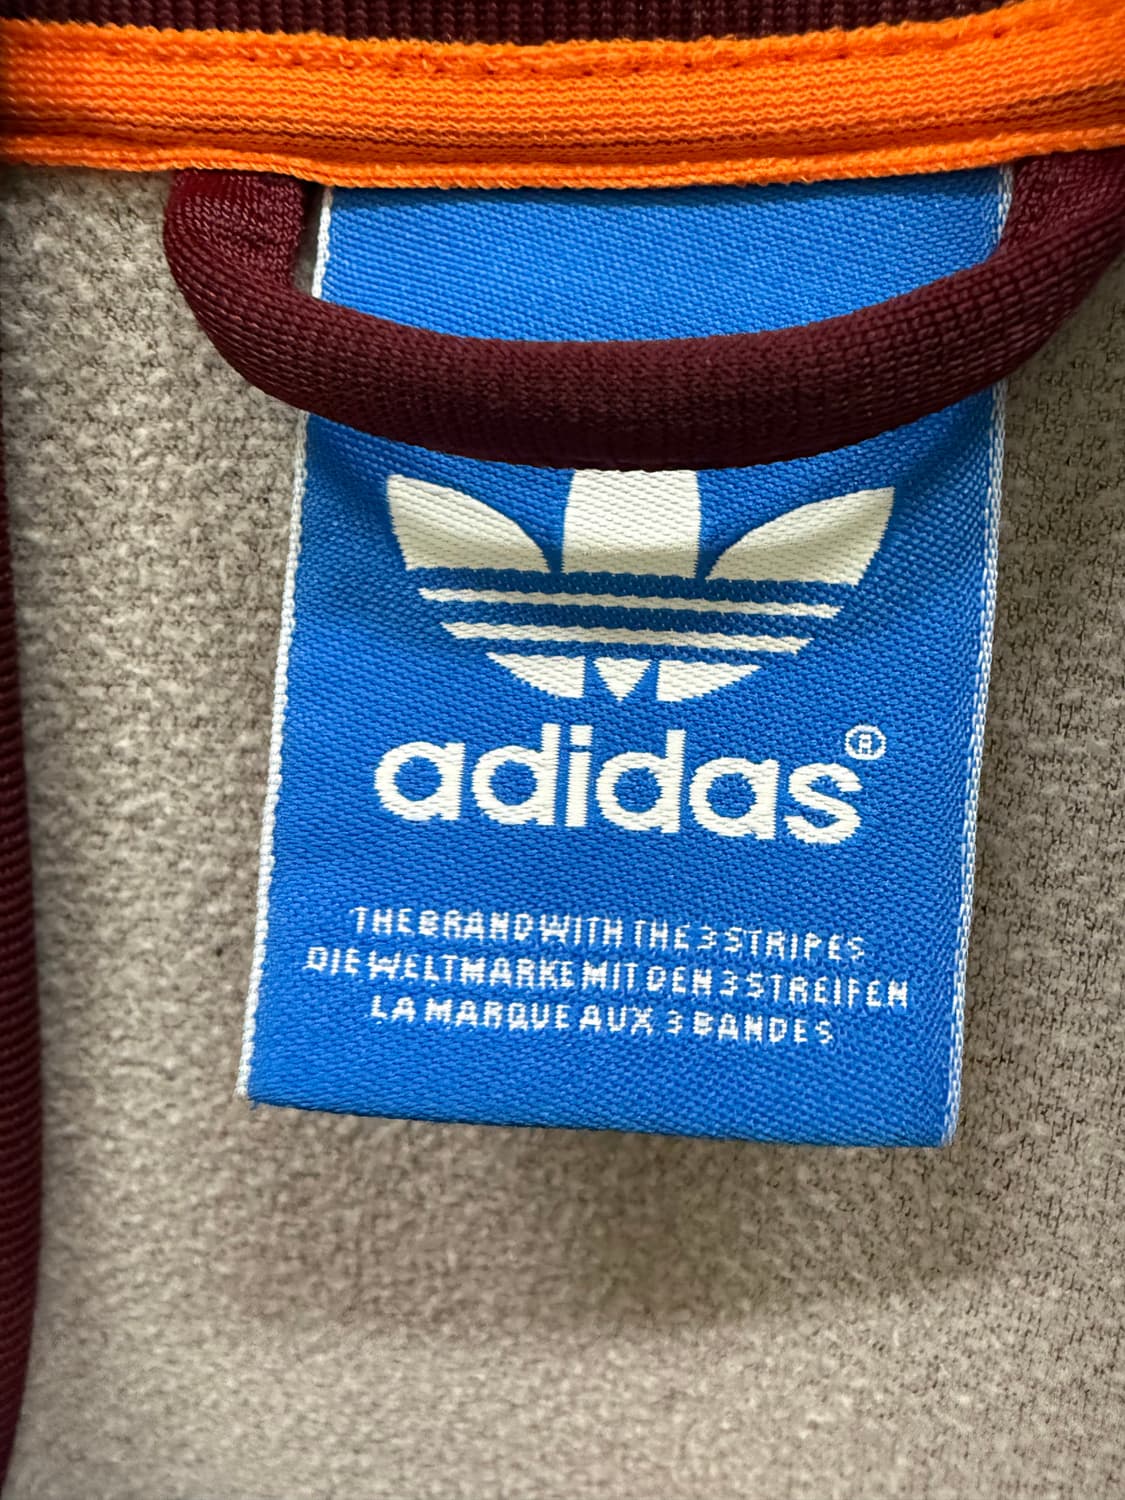 adidas®
THE BRAND WITH THE 3 STRIPES
DIE WELTMARKE MIT DEN 3 STREIFEN
LA MARQUE AUX 3 BANDES